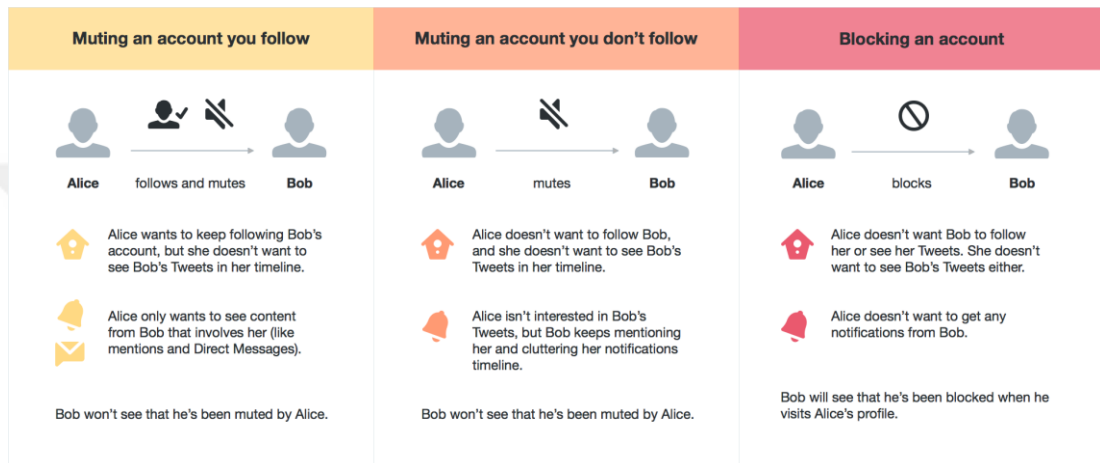 Muting an account you follow
Alice
follows and mutes
Bob
Alice wants to keep following Bob's
account, but she doesn't want to
see Bob's Tweets in her timeline.
Alice only wants to see content
from Bob that involves her (like
mentions and Direct Messages).
Bob won't see that he's been muted by Alice.
Muting an account you don't follow
Alice
mutes
Bob
Alice doesn't want to follow Bob,
and she doesn't want to see Bob's
Tweets in her timeline.
Alice isn't interested in Bob's
Tweets, but Bob keeps mentioning
her and cluttering her notifications
timeline.
Bob won't see that he's been muted by Alice.
Blocking an account
Alice
blocks
Bob
Alice doesn't want Bob to follow
her or see her Tweets. She doesn't
want to see Bob's Tweets either.
Alice doesn't want to get any
notifications from Bob.
Bob will see that he's been blocked when he
visits Alice's profile.